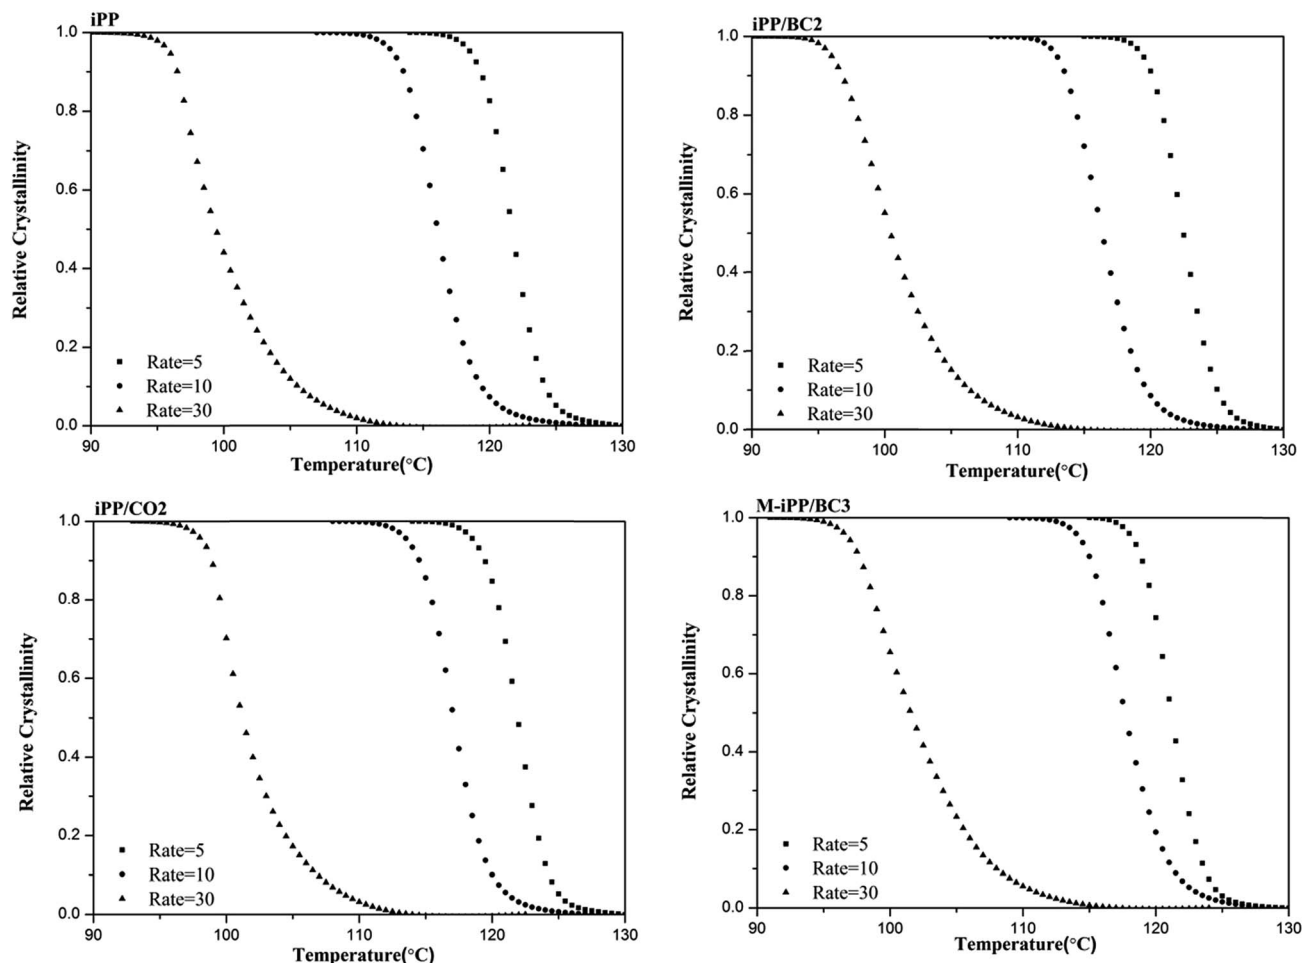 iPP
Relative Crystallinity
1.0
0.8
0.6
0.4
0.2
0.0
Rate=5
Rate=10
Rate=30
90
100
110
120
130
Temperature(°C)
iPP/BC2
Relative Crystallinity
1.0
0.8
0.6
0.4
0.2
0.0
Rate=5
Rate=10
Rate=30
90
100
110
120
130
Temperature(°C)
iPP/CO2
Relative Crystallinity
1.0
0.8
0.6
0.4
0.2
0.0
Rate=5
Rate=10
Rate=30
90
100
110
120
130
Temperature(°C)
M-iPP/BC3
Relative Crystallinity
1.0
0.8
0.6
0.4
0.2
0.0
Rate=5
Rate=10
Rate=30
90
100
110
120
130
Temperature(°C)